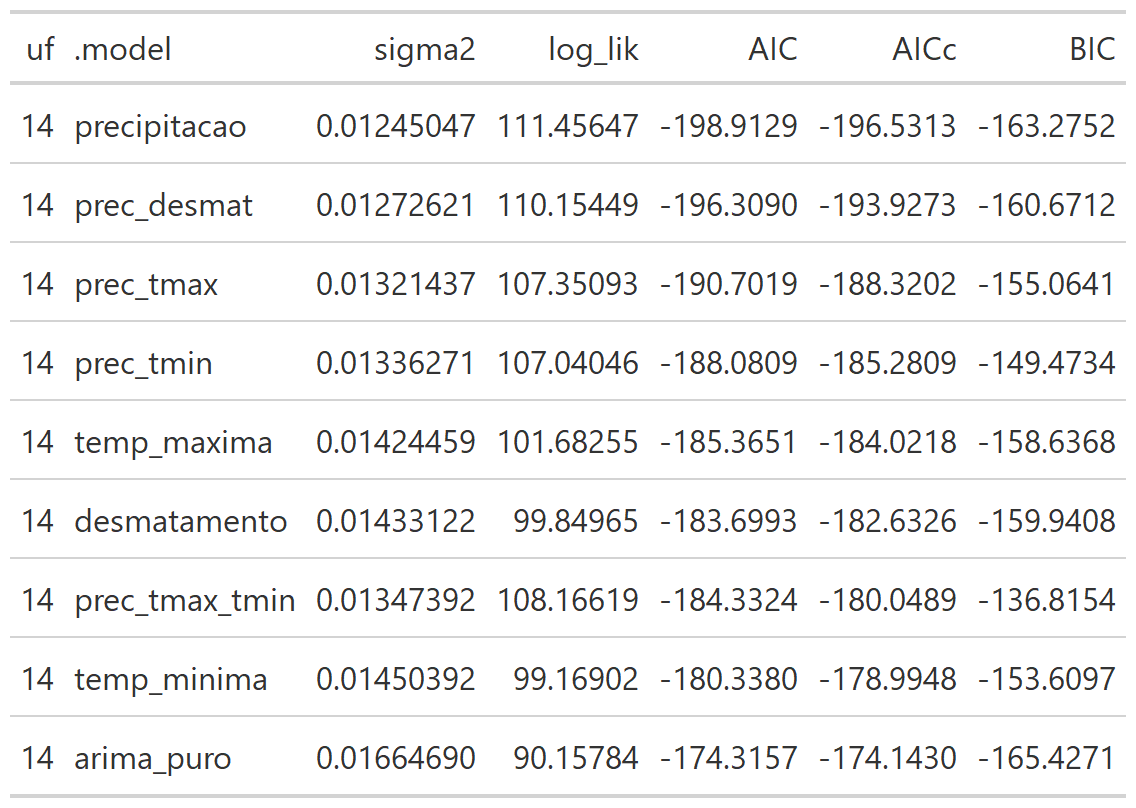 uf .model sigma2 log_lik AIC AICc BIC
14 precipitacao 0.01245047 111.45647 -198.9129 -196.5313 -163.2752
14 prec_desmat 0.01272621 110.15449 -196.3090 -193.9273 -160.6712
14 prec_tmax 0.01321437 107.35093 -190.7019 -188.3202 -155.0641
14 prec_tmin 0.01336271 107.04046 -188.0809 -185.2809 -149.4734
14 temp_maxima 0.01424459 101.68255 -185.3651 -184.0218 -158.6368
14 desmatamento 0.01433122 99.84965 -183.6993 -182.6326 -159.9408
14 prec_tmax_tmin 0.01347392 108.16619 -184.3324 -180.0489 -136.8154
14 temp_minima 0.01450392 99.16902 -180.3380 -178.9948 -153.6097
14 arima_puro 0.01664690 90.15784 -174.3157 -174.1430 -165.4271